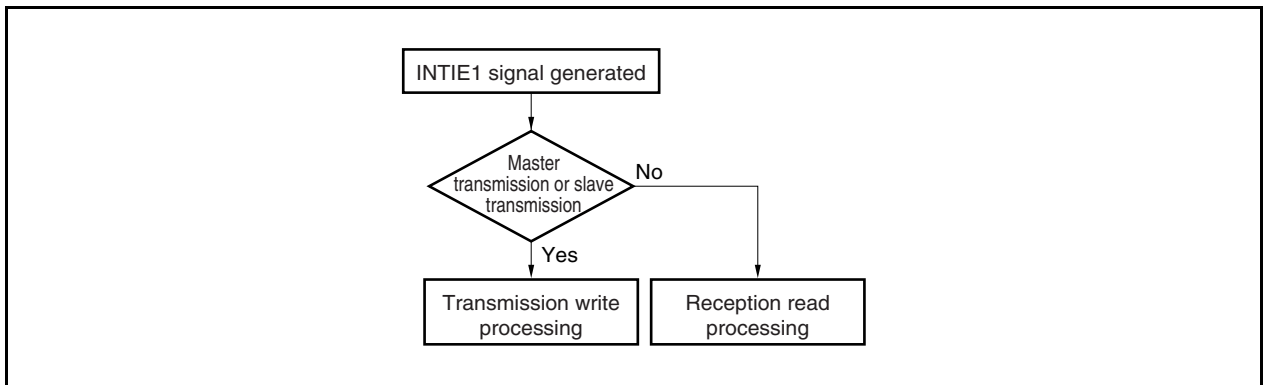 INTIE1 signal generated
Master
transmission or slave
transmission
No
Yes
Transmission write
processing
Reception read
processing